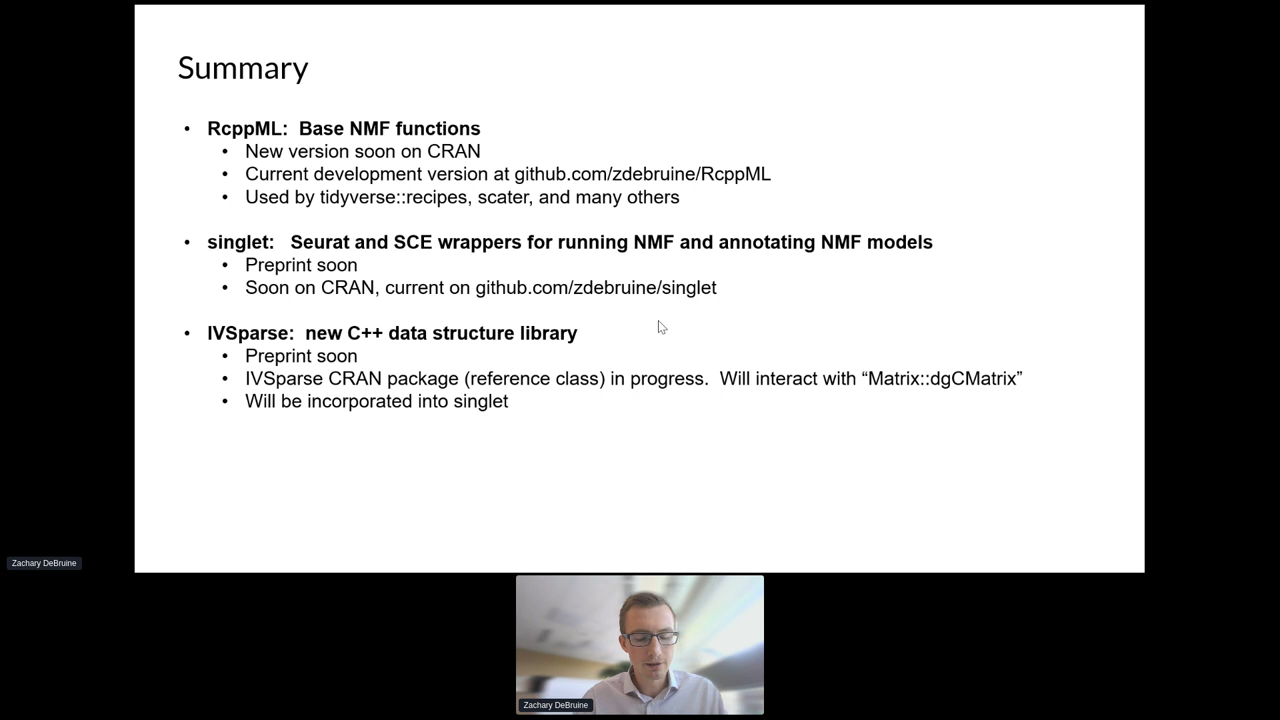 Summary
• RcppML:  Base NMF functions
• New version soon on CRAN
• Current development version at github.com/zdebruine/RcppML
• Used by tidyverse::recipes, scater, and many others
• singlet:   Seurat and SCE wrappers for running NMF and annotating NMF models
• Preprint soon
• Soon on CRAN, current on github.com/zdebruine/singlet
• IVSparse:  new C++ data structure library
• Preprint soon
• IVSparse CRAN package (reference class) in progress.  Will interact with “Matrix::dgCMatrix”
• Will be incorporated into singlet
Zachary DeBruine
Zachary DeBruine